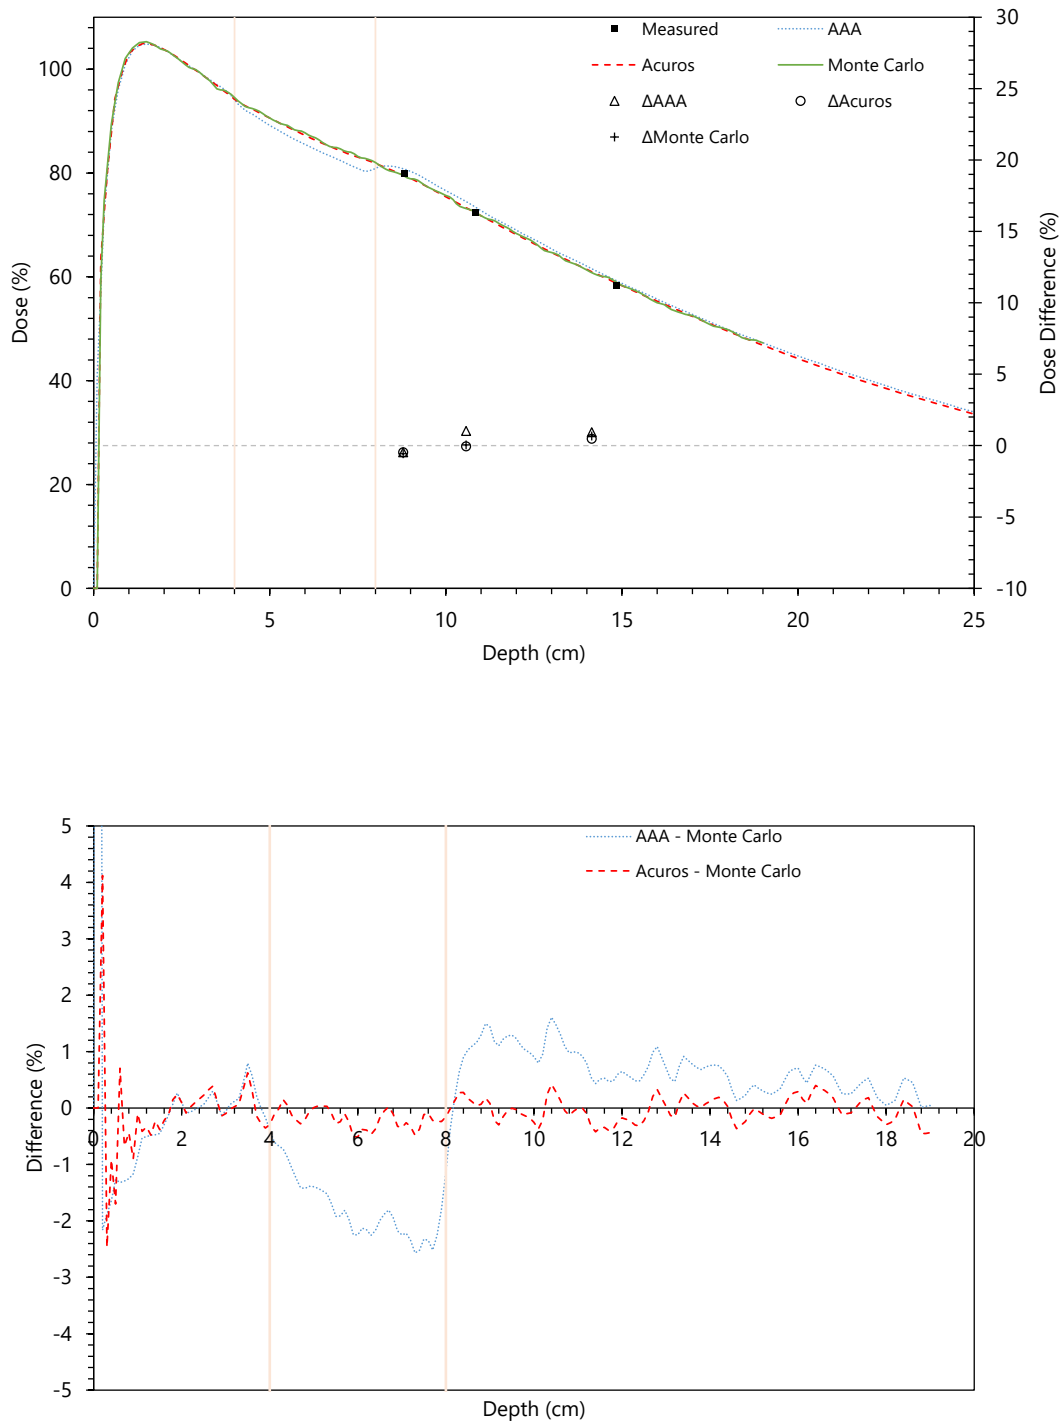 Measured
AAA
Acuros
Monte Carlo
ΔAAA
ΔAcuros
ΔMonte Carlo
Dose (%)
100
80
60
40
20
0
30
25
20
15
10
5
0
-5
-10
Dose Difference (%)
0 5 10 15 20 25
Depth (cm)
AAA - Monte Carlo
Acuros - Monte Carlo
Difference (%)
5
4
3
2
1
0
-1
-2
-3
-4
-5
0 2 4 6 8 10 12 14 16 18 20
Depth (cm)